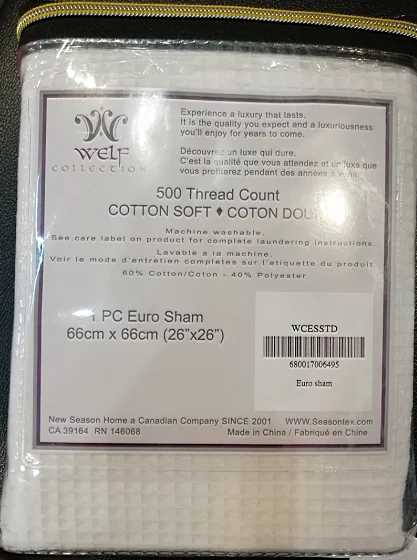 Experience a luxury that lasts.
It is the quality you expect and a luxuriousness
you'll enjoy for years to come.
welf
collection
Découvrez un luxe qui dure.
C'est la qualité que vous attendez et un luxe que
vous profiterez pendant des années à venir.
500 Thread Count
COTTON SOFT ♦ COTON
Machine washable.
See care label on product for complete laundering instructions.
Lavable a la machine.
Voir le mode d'entretien completes sur l'etiquette du produit.
60% Cotton/Coton - 40% Polyester
1 PC Euro Sham
66cm x 66cm (26"x26")
WCESSTD
680017006495
Euro sham
New Season Home a Canadian Company SINCE 2001 WWW.Seasontex.com
CA 39164 RN 146068 Made in China / Fabriqué en Chine